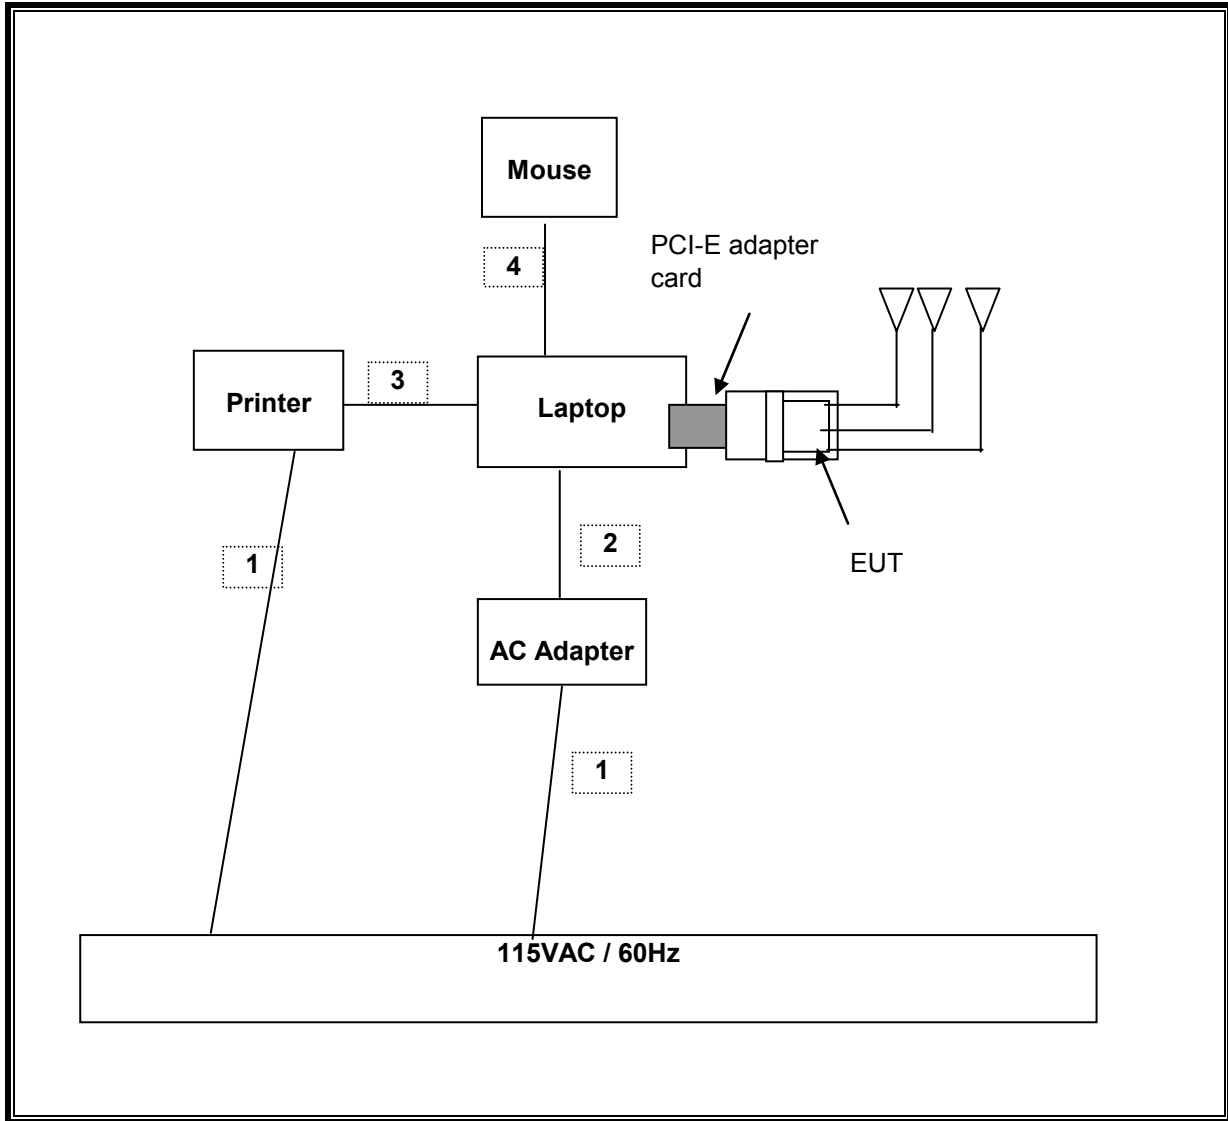 Mouse
PCI-E adapter
card
4
3
Printer
Laptop
2
1
EUT
AC Adapter
1
115VAC / 60Hz